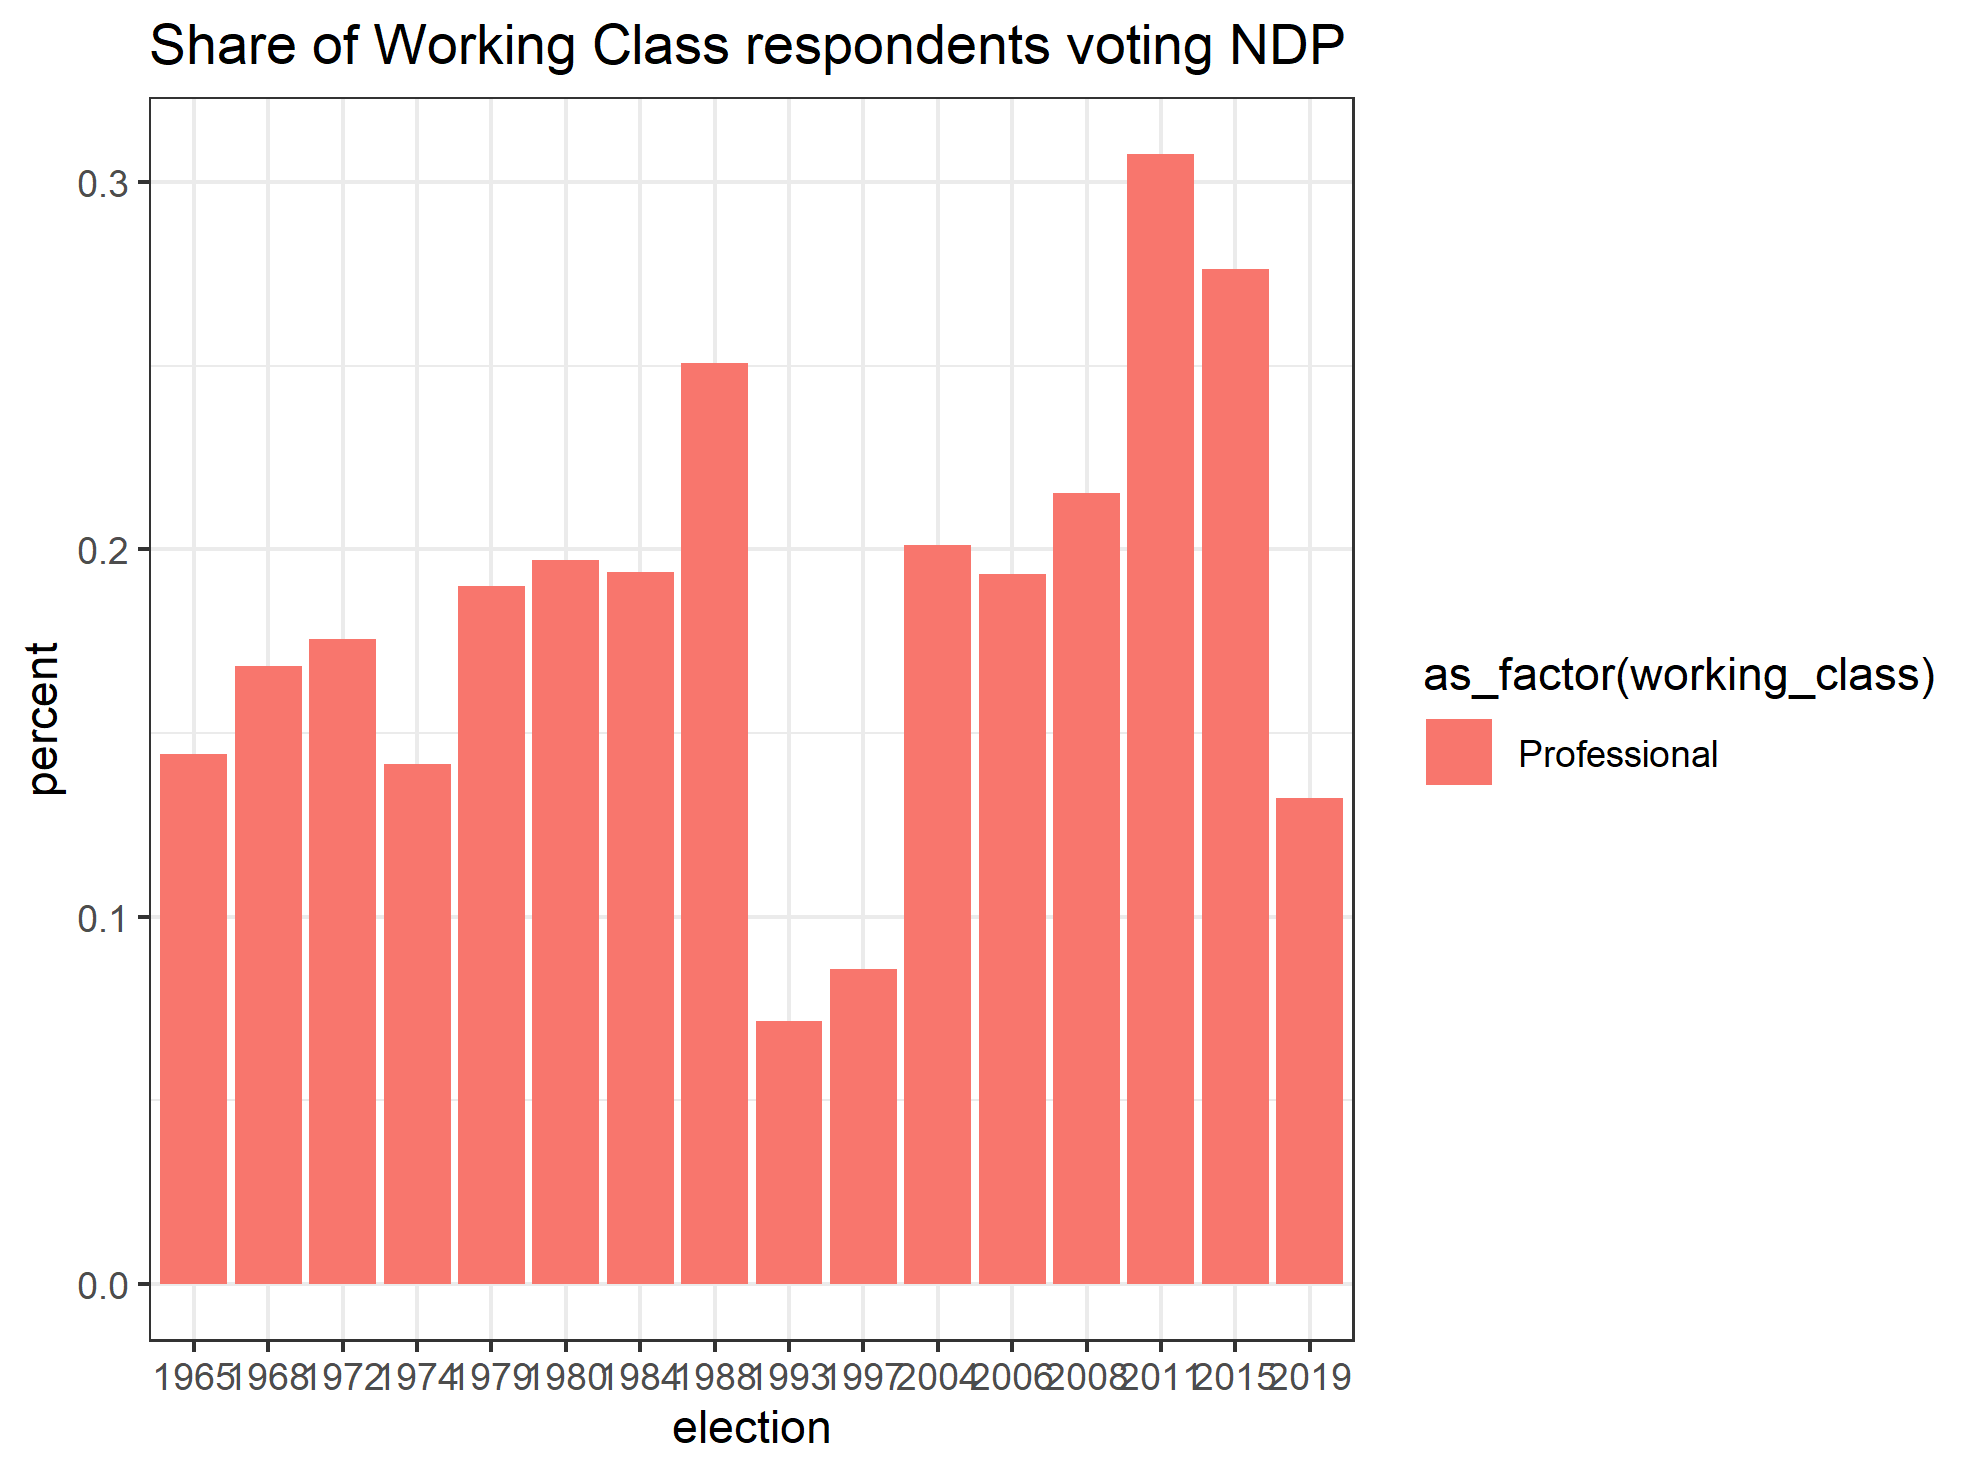 Share of Working Class respondents voting NDP
0.3
0.2
0.1
0.0
percent
1965 1968 1972 1974 1979 1980 1984 1988 1993 1997 2004 2006 2008 2011 2015 2019
election
as_factor(working_class)
Professional